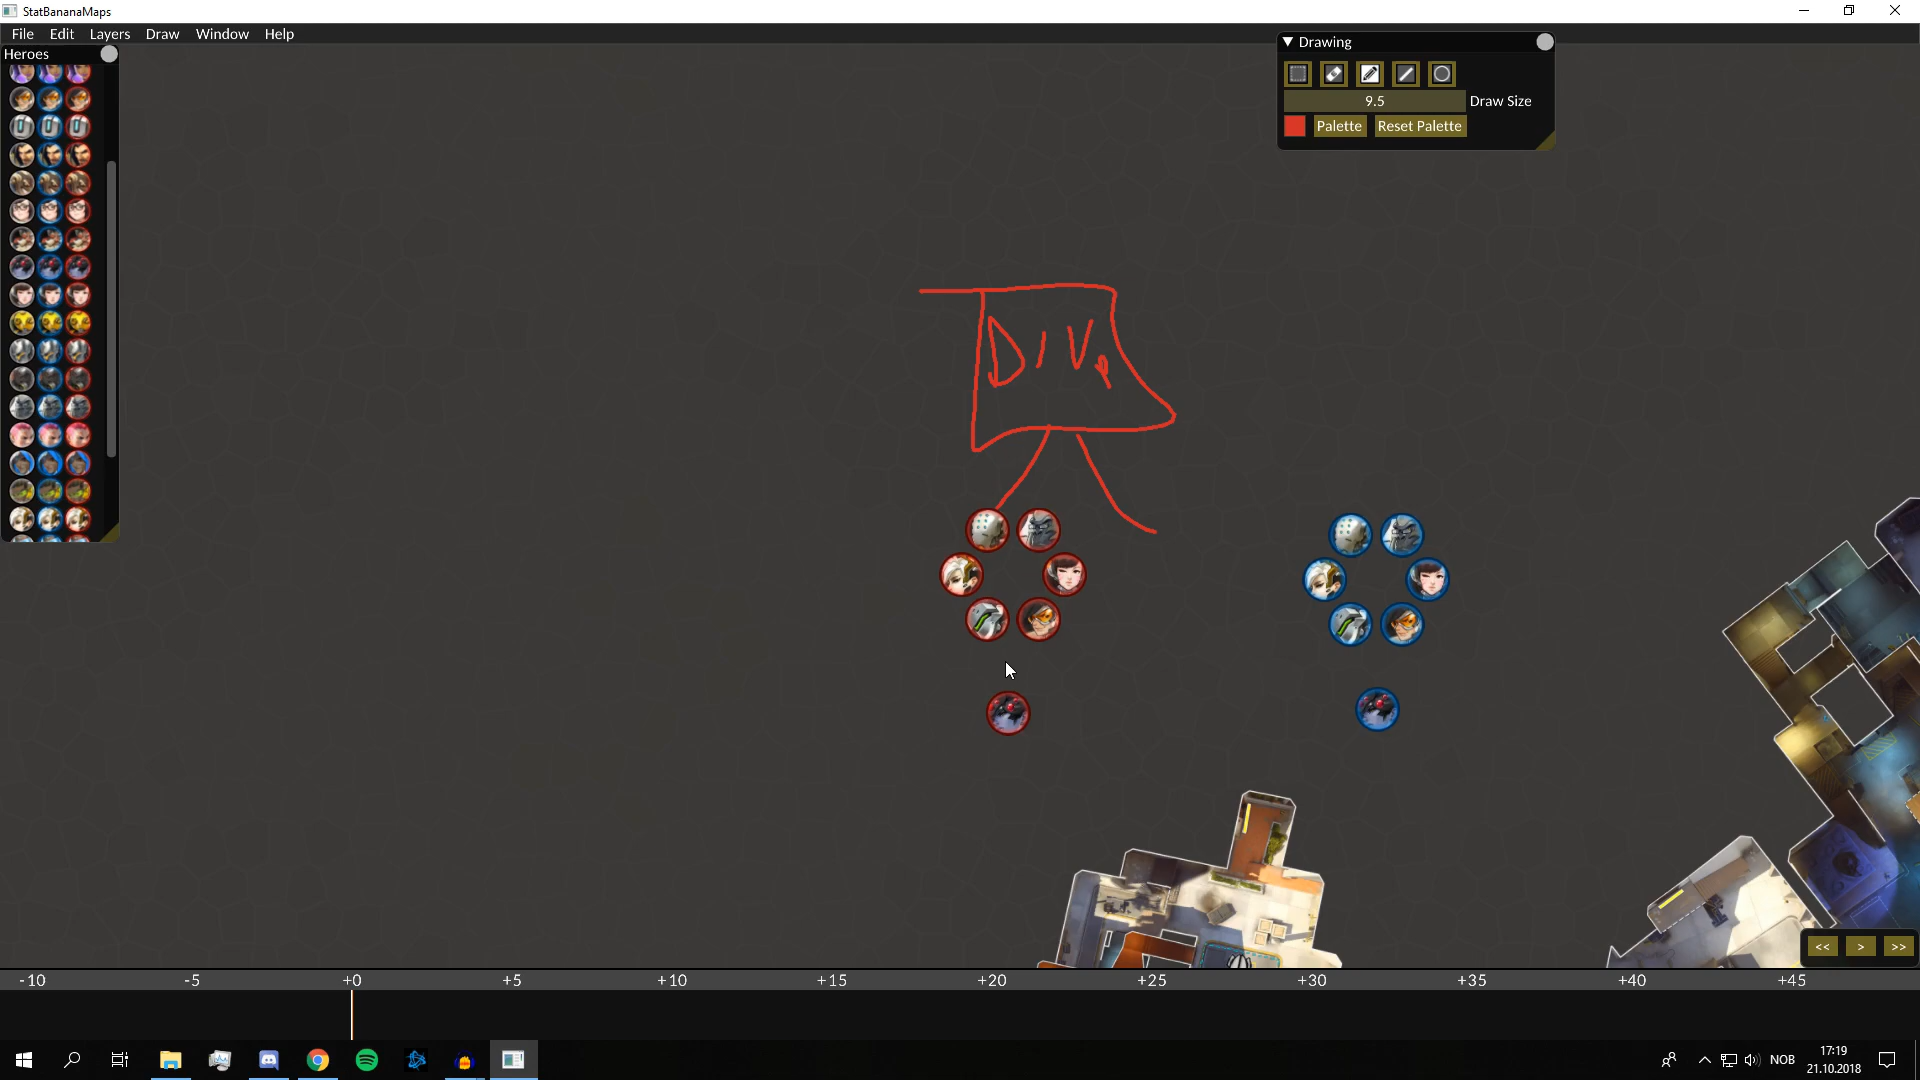 StatBananaMaps
File Edit Layers Draw Window Help
Heroes
Drawing
9.5 Draw Size
Palette Reset Palette
DIV.
<< > >>
-10 -5 +0 +5 +10 +15 +20 +25 +30 +35 +40 +45
NOB
17:19
21.10.2018